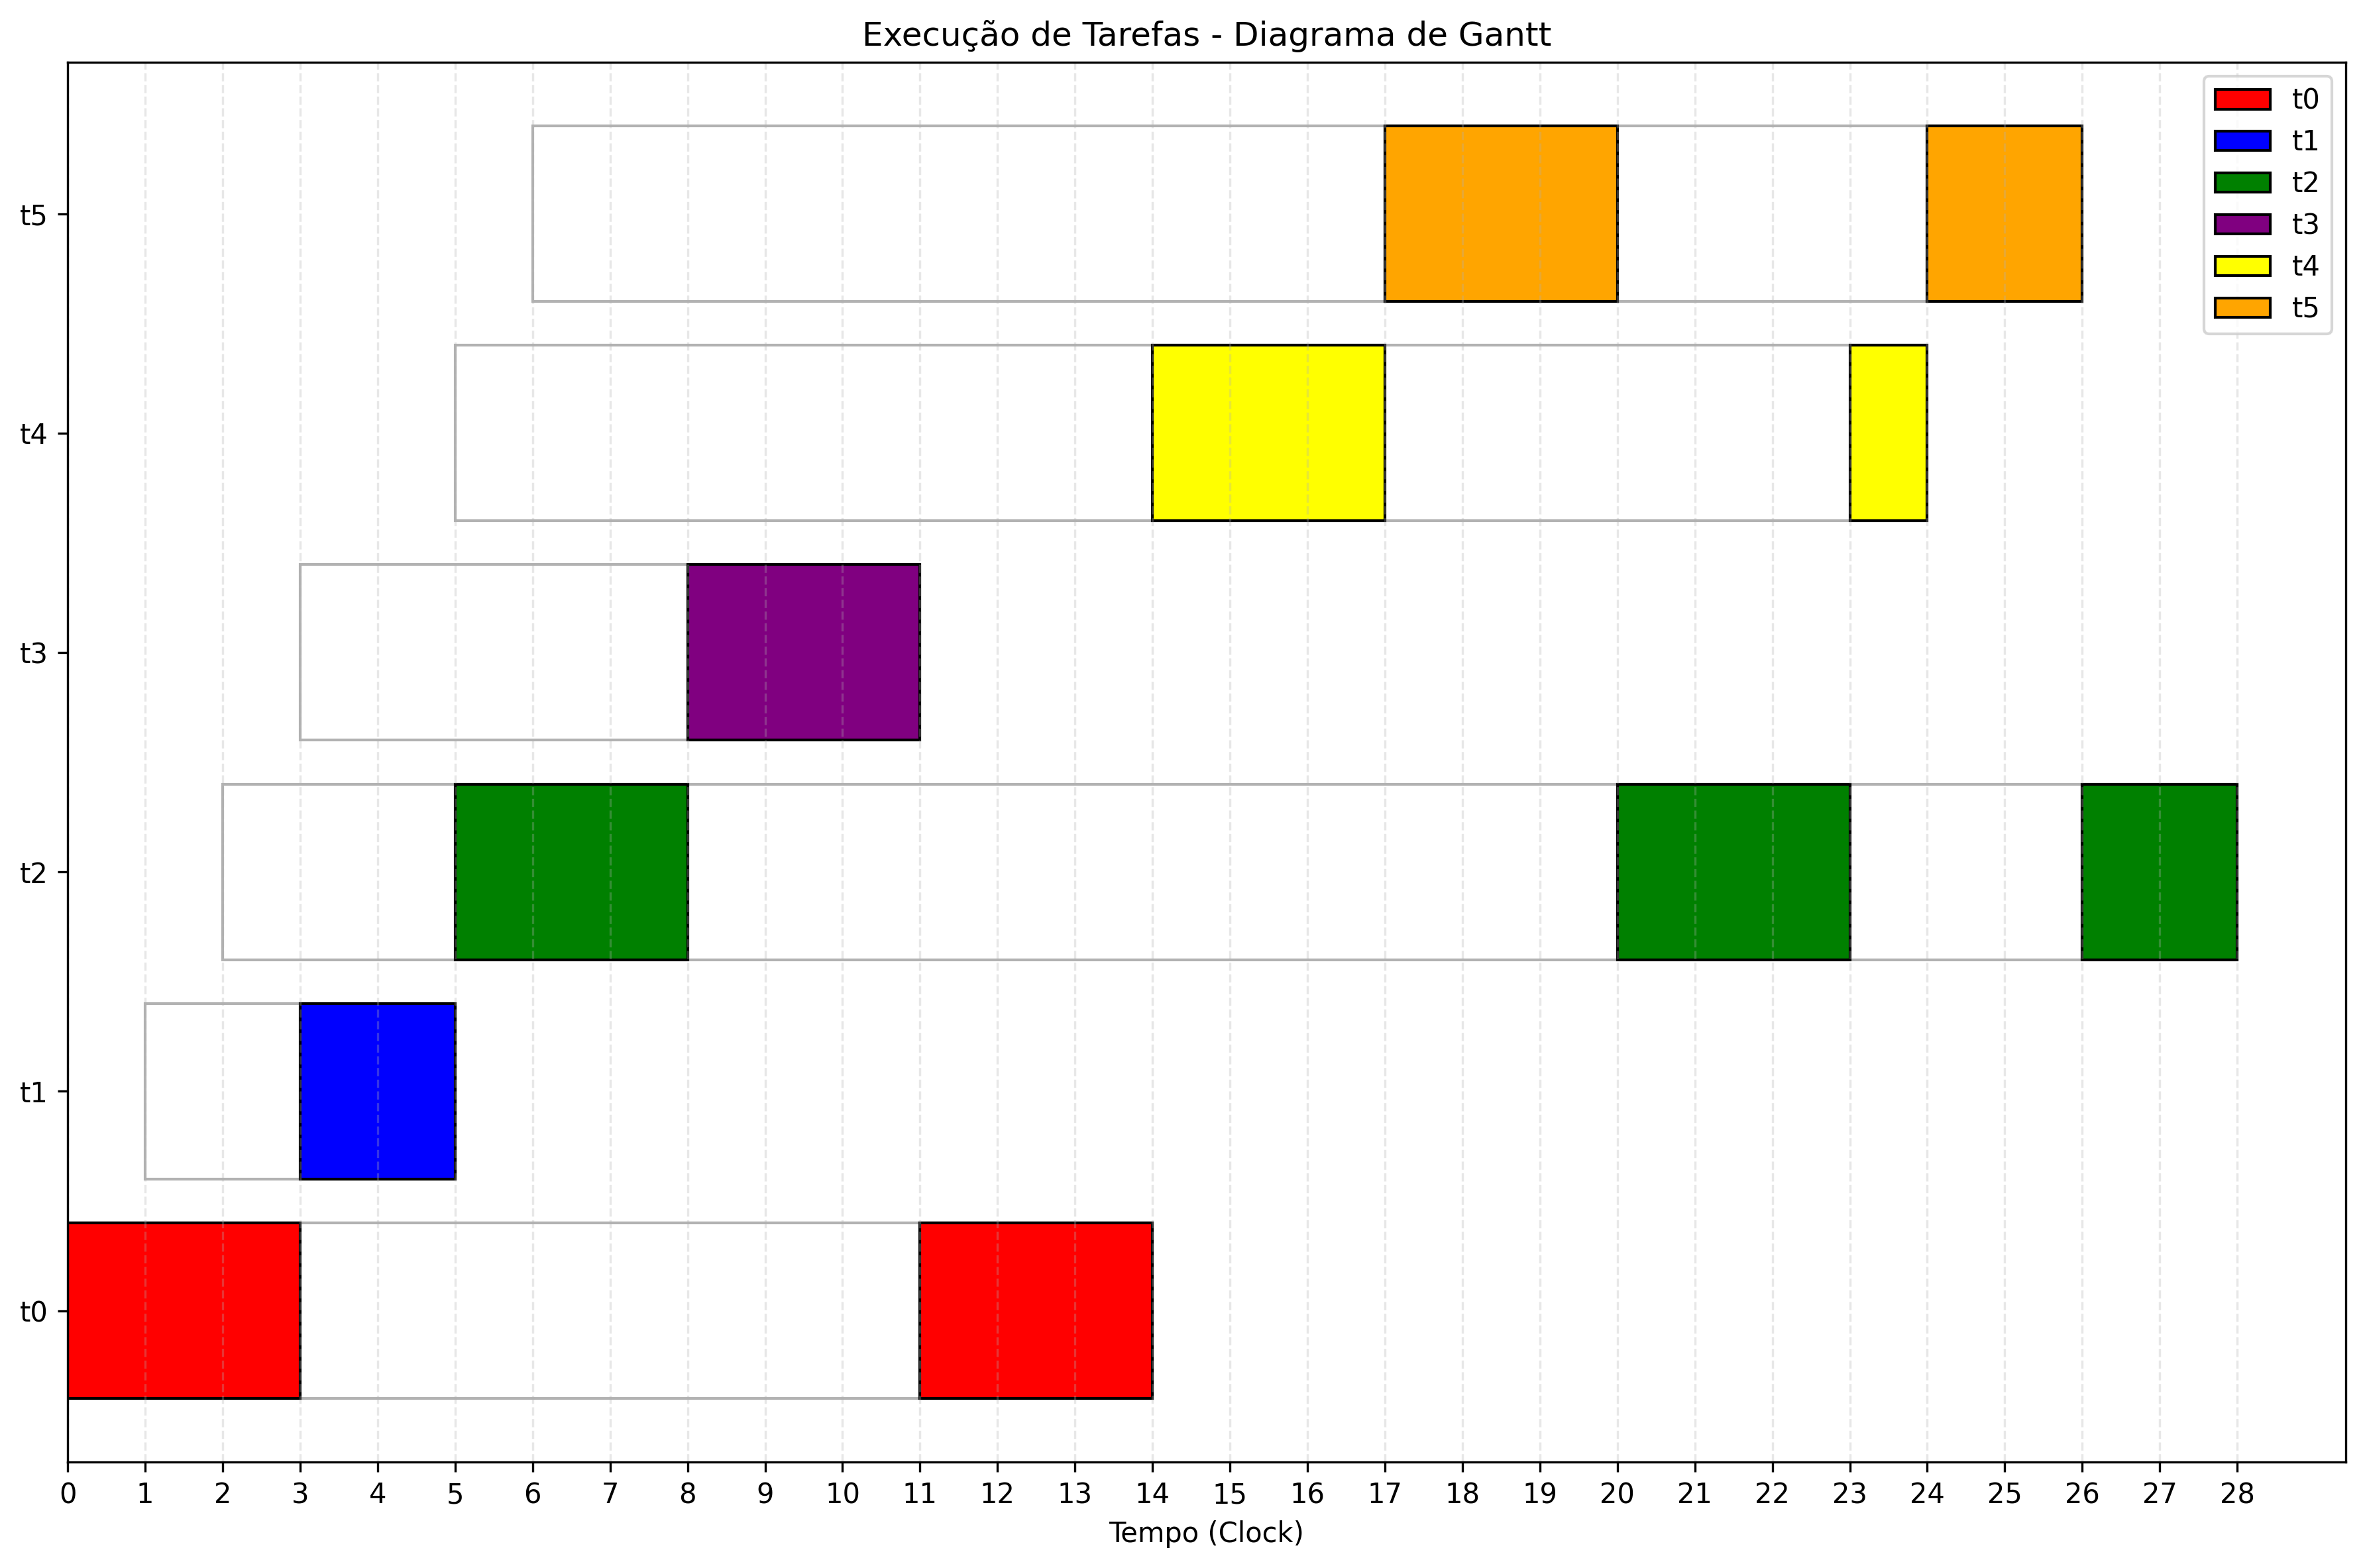 Execução de Tarefas - Diagrama de Gantt
t0
t1
t2
t3
t4
t5
t5
t4
t3
t2
t1
t0
0 1 2 3 4 5 6 7 8 9 10 11 12 13 14 15 16 17 18 19 20 21 22 23 24 25 26 27 28
Tempo (Clock)